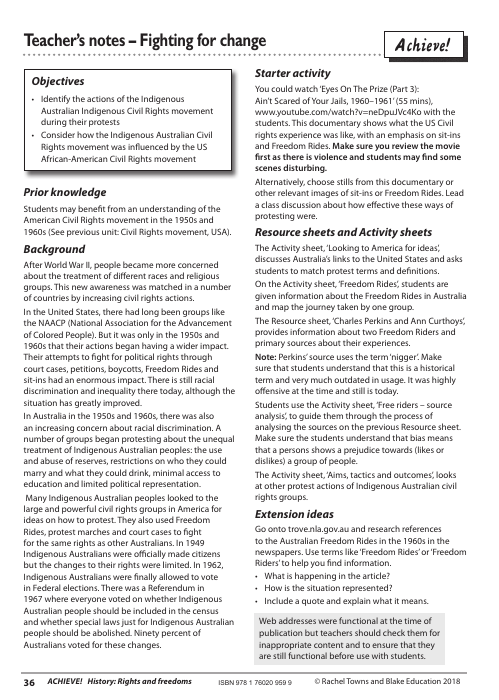 Teacher's notes – Fighting for change
Achieve!
Objectives
• Identify the actions of the Indigenous
Australian Indigenous Civil Rights movement
during their protests
• Consider how the Indigenous Australian Civil
Rights movement was influenced by the US
African-American Civil Rights movement
Prior knowledge
Students may benefit from an understanding of the
American Civil Rights movement in the 1950s and
1960s (See previous unit: Civil Rights movement, USA).
Background
After World War II, people became more concerned
about the treatment of different races and religious
groups. This new awareness was matched in a number
of countries by increasing civil rights actions.
In the United States, there had long been groups like
the NAACP (National Association for the Advancement
of Colored People). But it was only in the 1950s and
1960s that their actions began having a wider impact.
Their attempts to fight for political rights through
court cases, petitions, boycotts, Freedom Rides and
sit-ins had an enormous impact. There is still racial
discrimination and inequality there today, although the
situation has greatly improved.
In Australia in the 1950s and 1960s, there was also
an increasing concern about racial discrimination. A
number of groups began protesting about the unequal
treatment of Indigenous Australian peoples: the use
and abuse of reserves, restrictions on who they could
marry and what they could drink, minimal access to
education and limited political representation.
Many Indigenous Australian peoples looked to the
large and powerful civil rights groups in America for
ideas on how to protest. They also used Freedom
Rides, protest marches and court cases to fight
for the same rights as other Australians. In 1949
Indigenous Australians were officially made citizens
but the changes to their rights were limited. In 1962,
Indigenous Australians were finally allowed to vote
in Federal elections. There was a Referendum in
1967 where everyone voted on whether Indigenous
Australian people should be included in the census
and whether special laws just for Indigenous Australian
people should be abolished. Ninety percent of
Australians voted for these changes.
Starter activity
You could watch 'Eyes On The Prize (Part 3):
Ain't Scared of Your Jails, 1960–1961' (55 mins),
www.youtube.com/watch?v=neDpuJVc4Ko with the
students. This documentary shows what the US Civil
rights experience was like, with an emphasis on sit-ins
and Freedom Rides. Make sure you review the movie
first as there is violence and students may find some
scenes disturbing.
Alternatively, choose stills from this documentary or
other relevant images of sit-ins or Freedom Rides. Lead
a class discussion about how effective these ways of
protesting were.
Resource sheets and Activity sheets
The Activity sheet, 'Looking to America for ideas',
discusses Australia's links to the United States and asks
students to match protest terms and definitions.
On the Activity sheet, 'Freedom Rides', students are
given information about the Freedom Rides in Australia
and map the journey taken by one group.
The Resource sheet, 'Charles Perkins and Ann Curthoys',
provides information about two Freedom Riders and
primary sources about their experiences.
Note: Perkins' source uses the term 'nigger'. Make
sure that students understand that this is a historical
term and very much outdated in usage. It was highly
offensive at the time and still is today.
Students use the Activity sheet, 'Free riders – source
analysis', to guide them through the process of
analysing the sources on the previous Resource sheet.
Make sure the students understand that bias means
that a persons shows a prejudice towards (likes or
dislikes) a group of people.
The Activity sheet, 'Aims, tactics and outcomes', looks
at other protest actions of Indigenous Australian civil
rights groups.
Extension ideas
Go onto trove.nla.gov.au and research references
to the Australian Freedom Rides in the 1960s in the
newspapers. Use terms like 'Freedom Rides' or 'Freedom
Riders' to help you find information.
• What is happening in the article?
• How is the situation represented?
• Include a quote and explain what it means.
Web addresses were functional at the time of
publication but teachers should check them for
inappropriate content and to ensure that they
are still functional before use with students.
36 ACHIEVE! History: Rights and freedoms ISBN 978 1 76020 959 9 © Rachel Towns and Blake Education 2018